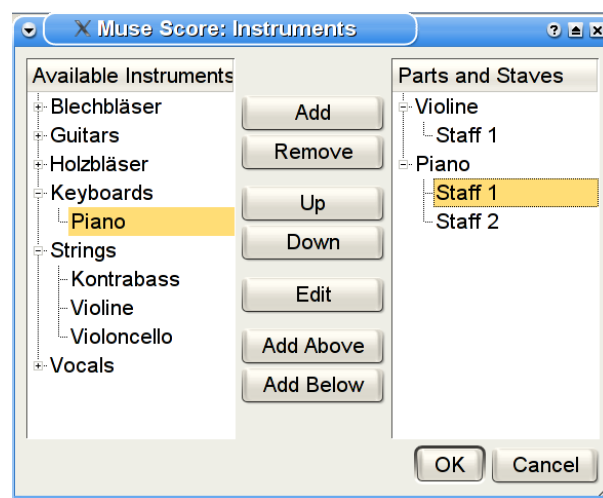 Muse Score: Instruments
Available Instruments
Blechbläser
Guitars
Holzbläser
Keyboards
Piano
Strings
Kontrabass
Violine
Violoncello
Vocals
Add
Remove
Up
Down
Edit
Add Above
Add Below
Parts and Staves
Violine
Staff 1
Piano
Staff 1
Staff 2
OK
Cancel